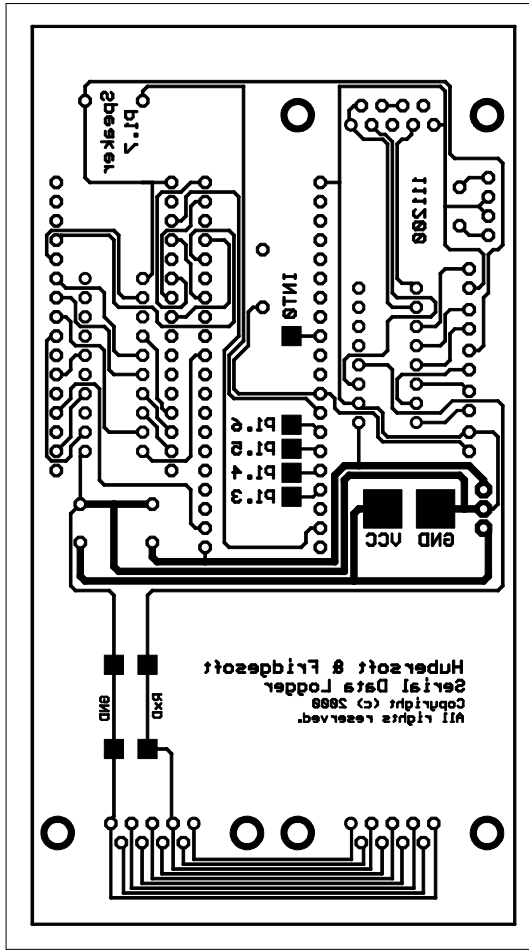 Speaker
P1.7
111200
INT0
P1.6
P1.5
P1.4
P1.3
VCC
GND
Hubersoft & Fridgesoft
Serial Data Logger
Copyright (c) 2000
All rights reserved.
RxD
GND